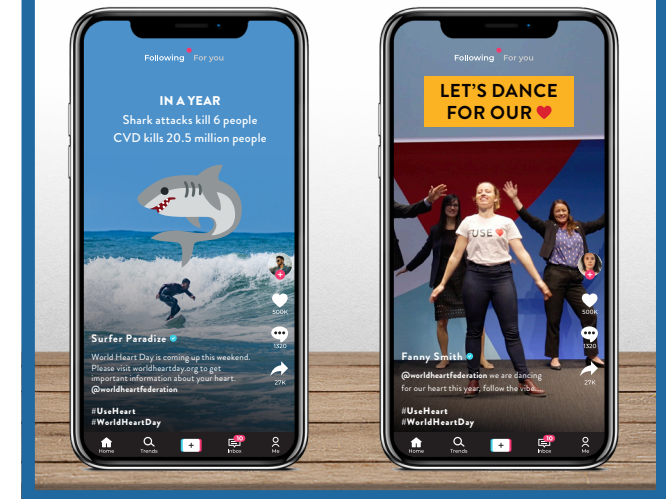 Following For you
IN A YEAR
Shark attacks kill 6 people
CVD kills 20.5 million people
500K
1320
27K
Surfer Paradize
World Heart Day is coming up this weekend.
Please visit worldheartday.org to get
important information about your heart.
@worldheartfederation
#UseHeart
#WorldHeartDay
Home
Trends
10
Inbox
Me
Following For you
LET'S DANCE
FOR OUR ❤
USE ❤
500K
1320
27K
Fanny Smith
@worldheartfederation we are dancing
for our heart this year, follow the vibe...
#UseHeart
#WorldHeartDay
Home
Trends
10
Inbox
Me